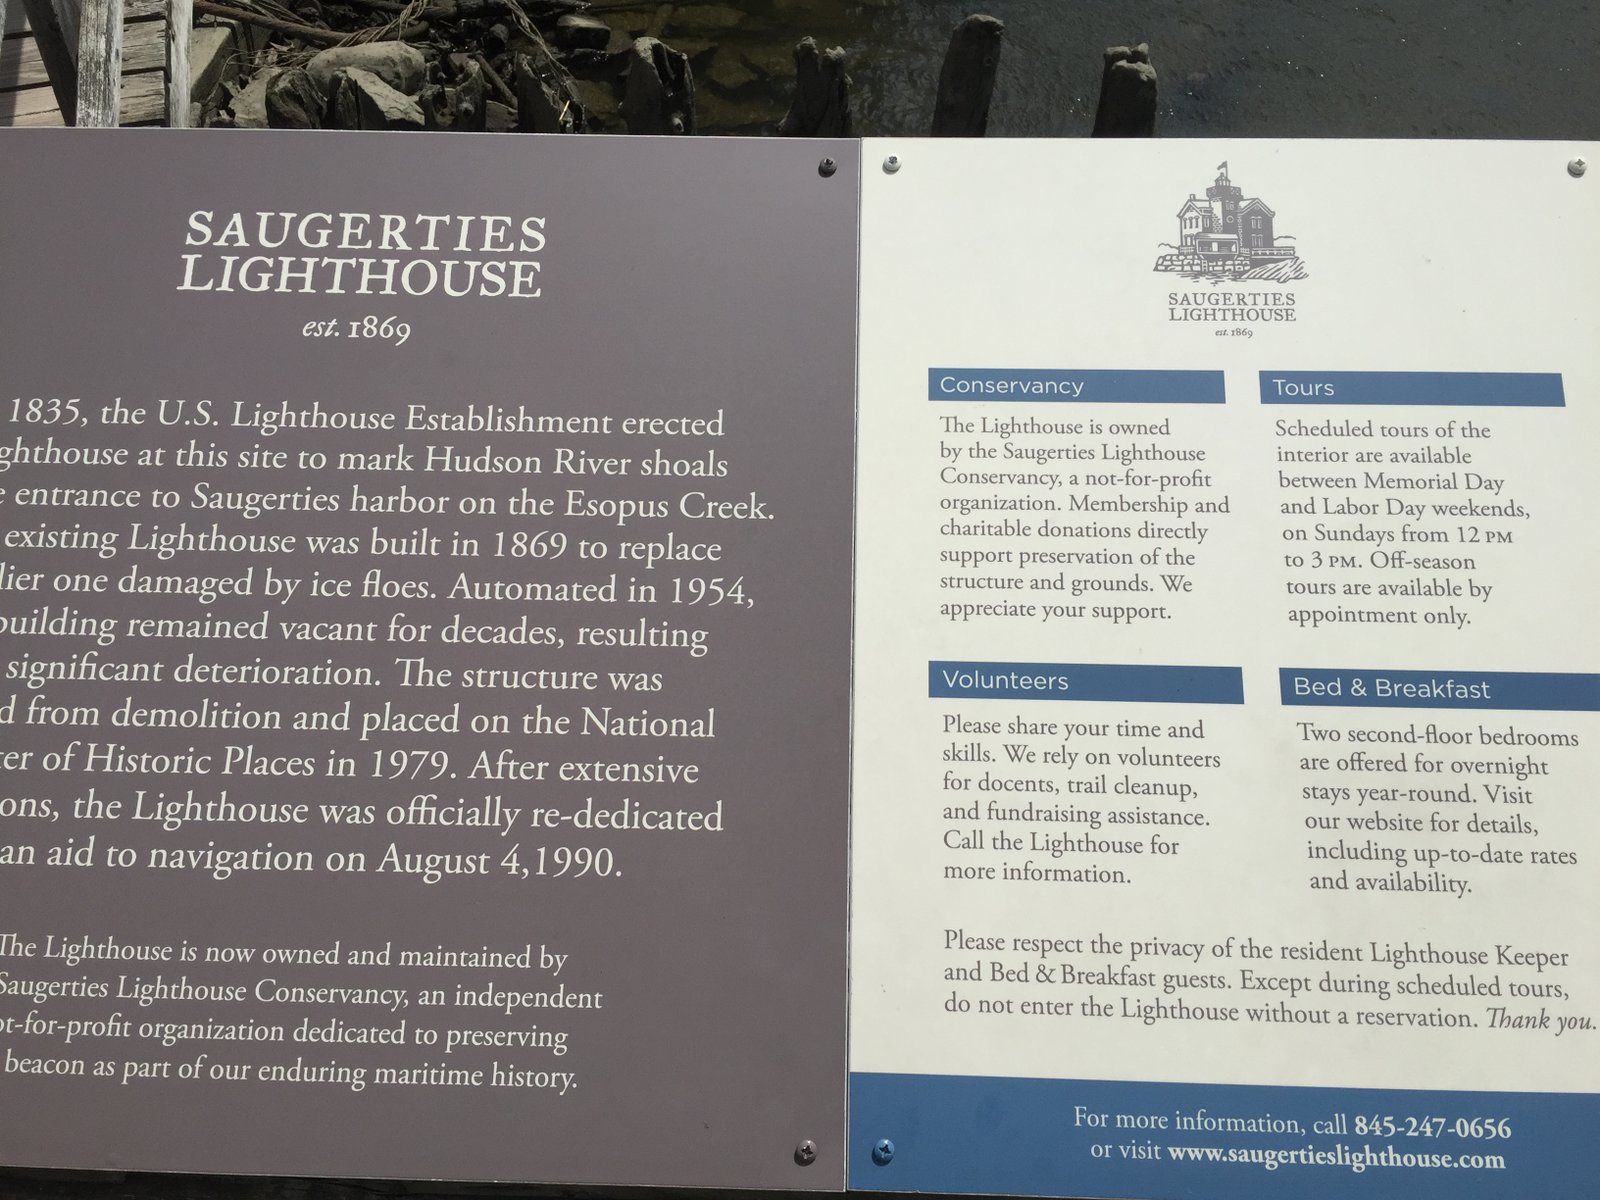 SAUGERTIES
LIGHTHOUSE
est. 1869
1835, the U.S. Lighthouse Establishment erected
ghthouse at this site to mark Hudson River shoals
e entrance to Saugerties harbor on the Esopus Creek.
existing Lighthouse was built in 1869 to replace
lier one damaged by ice floes. Automated in 1954,
building remained vacant for decades, resulting
significant deterioration. The structure was
d from demolition and placed on the National
ter of Historic Places in 1979. After extensive
ons, the Lighthouse was officially re-dedicated
an aid to navigation on August 4,1990.
The Lighthouse is now owned and maintained by
Saugerties Lighthouse Conservancy, an independent
ot-for-profit organization dedicated to preserving
beacon as part of our enduring maritime history.
SAUGERTIES
LIGHTHOUSE
est. 1869
Conservancy
The Lighthouse is owned
by the Saugerties Lighthouse
Conservancy, a not-for-profit
organization. Membership and
charitable donations directly
support preservation of the
structure and grounds. We
appreciate your support.
Tours
Scheduled tours of the
interior are available
between Memorial Day
and Labor Day weekends,
on Sundays from 12 PM
to 3 PM. Off-season
tours are available by
appointment only.
Volunteers
Please share your time and
skills. We rely on volunteers
for docents, trail cleanup,
and fundraising assistance.
Call the Lighthouse for
more information.
Bed & Breakfast
Two second-floor bedrooms
are offered for overnight
stays year-round. Visit
our website for details,
including up-to-date rates
and availability.
Please respect the privacy of the resident Lighthouse Keeper
and Bed & Breakfast guests. Except during scheduled tours,
do not enter the Lighthouse without a reservation. Thank you.
For more information, call 845-247-0656
or visit www.saugertieslighthouse.com